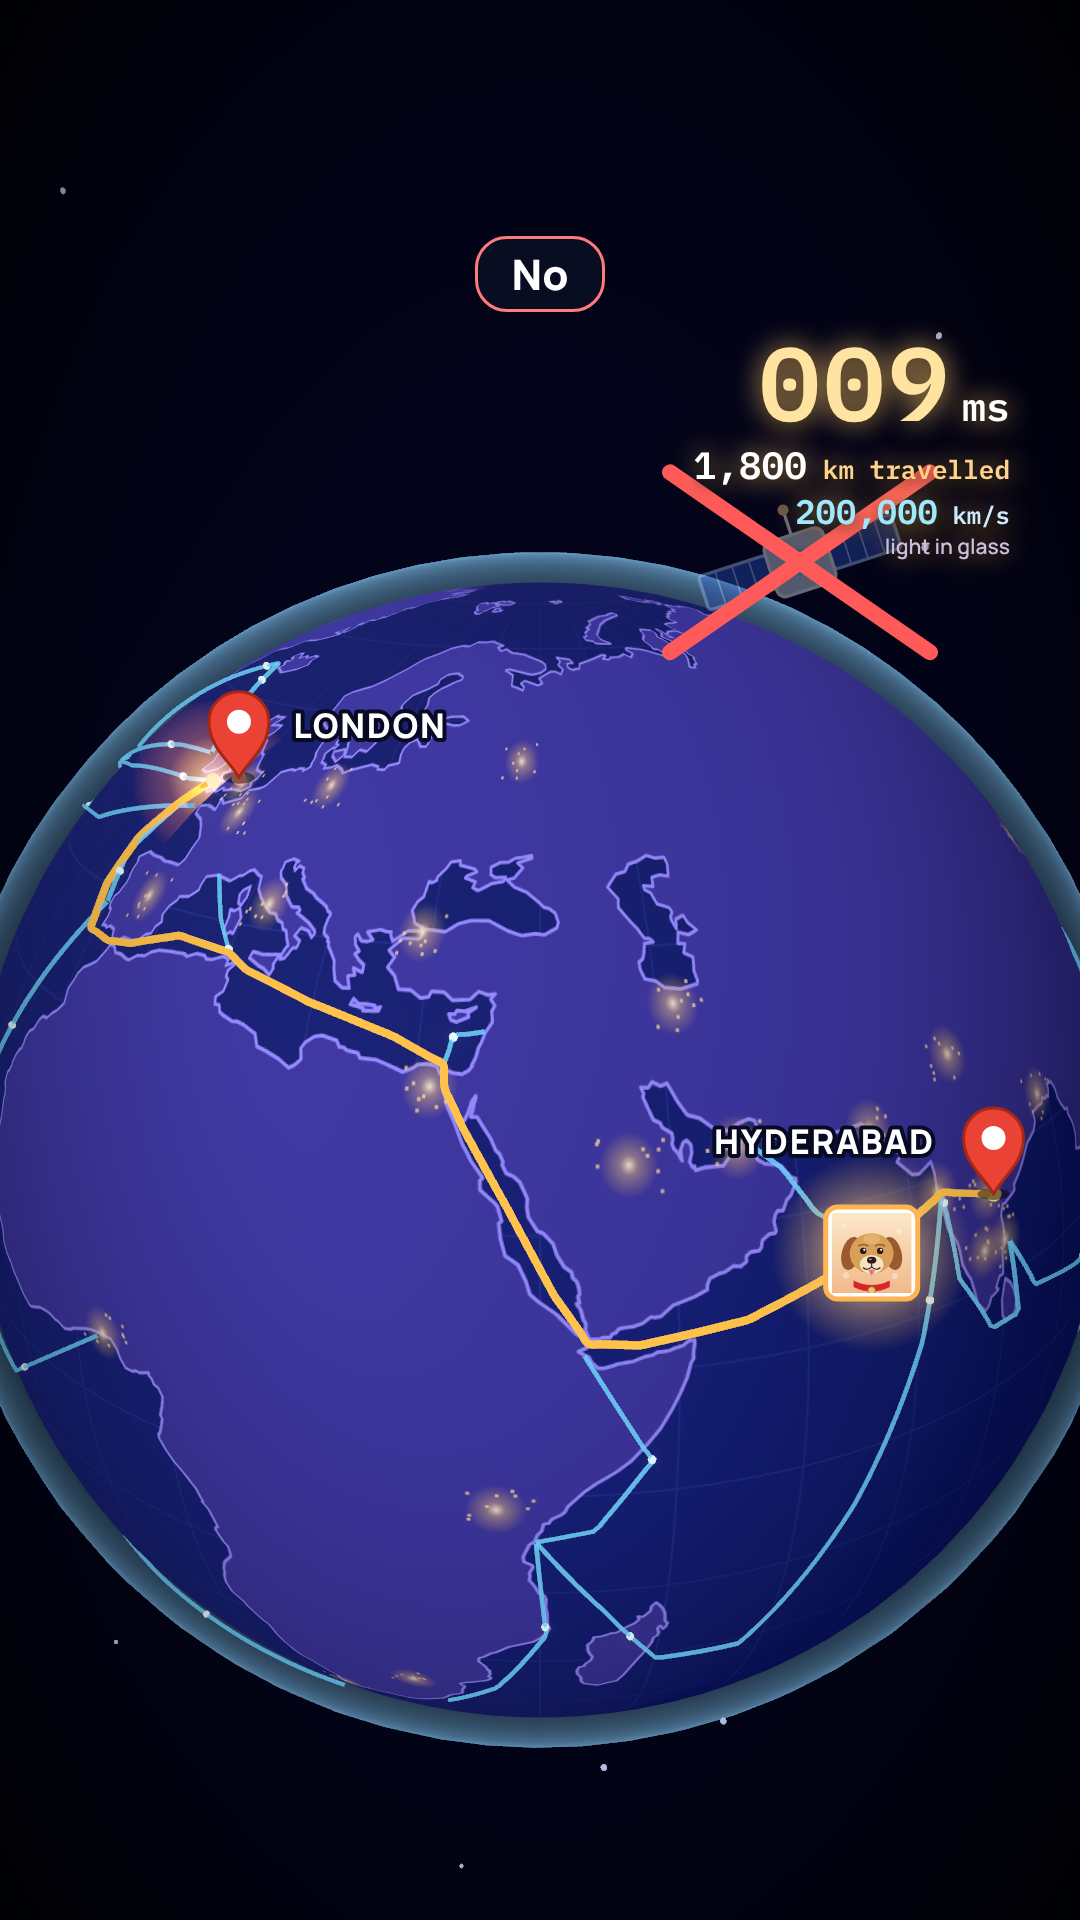 No
009 ms
1,800 km travelled
200,000 km/s
light in glass
LONDON
HYDERABAD